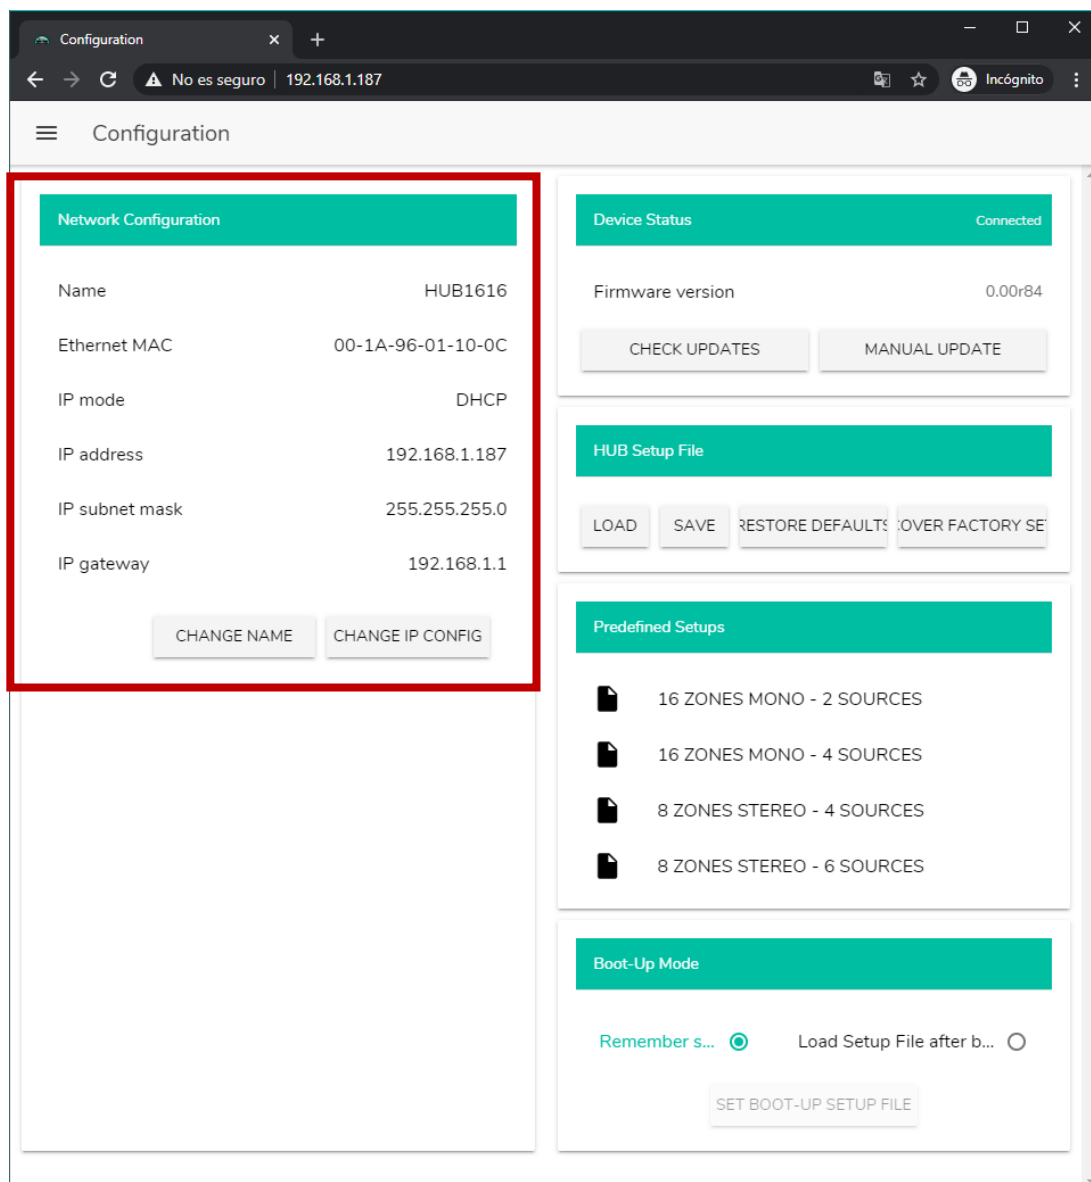 Configuration
No es seguro | 192.168.1.187
Incógnito
Configuration
Network Configuration
Name HUB1616
Ethernet MAC 00-1A-96-01-10-0C
IP mode DHCP
IP address 192.168.1.187
IP subnet mask 255.255.255.0
IP gateway 192.168.1.1
CHANGE NAME CHANGE IP CONFIG
Device Status Connected
Firmware version 0.00r84
CHECK UPDATES MANUAL UPDATE
HUB Setup File
LOAD SAVE RESTORE DEFAULTS COVER FACTORY SET
Predefined Setups
16 ZONES MONO - 2 SOURCES
16 ZONES MONO - 4 SOURCES
8 ZONES STEREO - 4 SOURCES
8 ZONES STEREO - 6 SOURCES
Boot-Up Mode
Remember s... Load Setup File after b...
SET BOOT-UP SETUP FILE